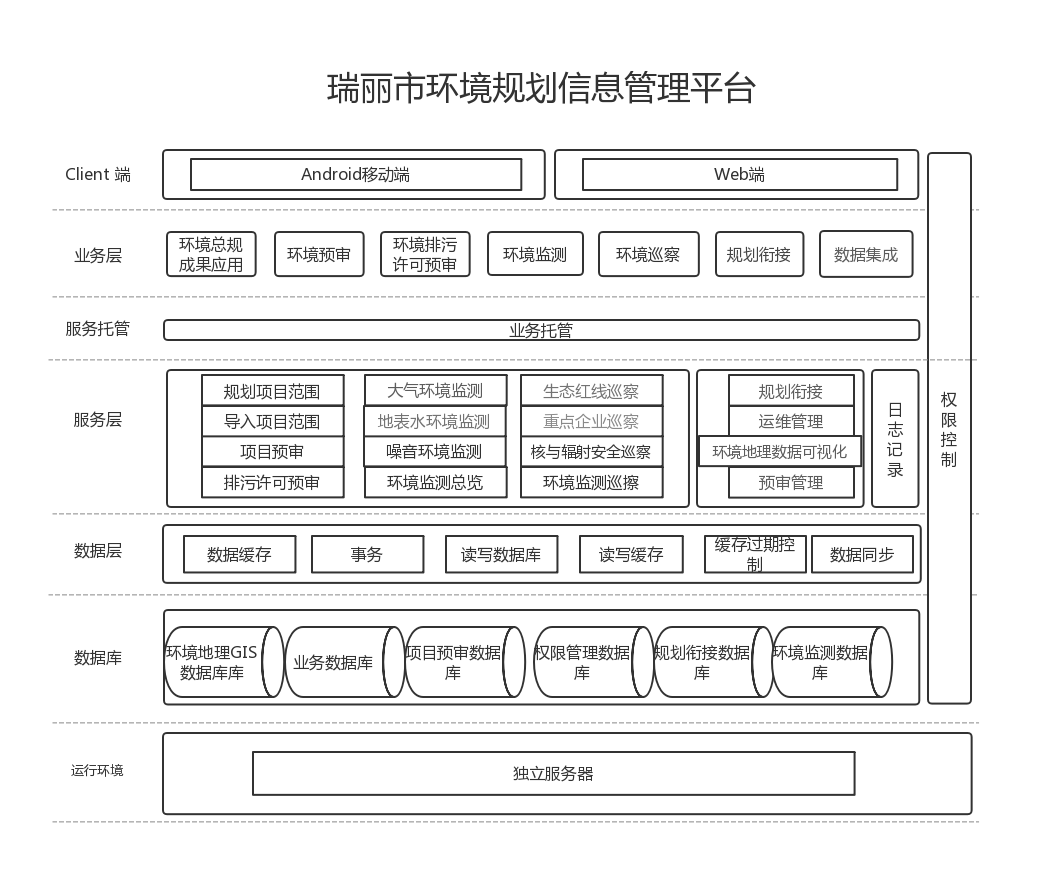 瑞丽市环境规划信息管理平台
Client 端
Android移动端
Web端
业务层
环境总规
成果应用
环境预审
环境排污
许可预审
环境监测
环境巡察
规划衔接
数据集成
服务托管
业务托管
服务层
规划项目范围
导入项目范围
项目预审
排污许可预审
大气环境监测
地表水环境监测
噪音环境监测
环境监测总览
生态红线巡察
重点企业巡察
核与辐射安全巡察
环境监测巡擦
规划衔接
运维管理
环境地理数据可视化
预审管理
日
志
记
录
权
限
控
制
数据层
数据缓存
事务
读写数据库
读写缓存
缓存过期控
制
数据同步
数据库
环境地理GIS
数据库库
业务数据库
项目预审数据
库
权限管理数据
库
规划衔接数据
库
环境监测数据
库
运行环境
独立服务器